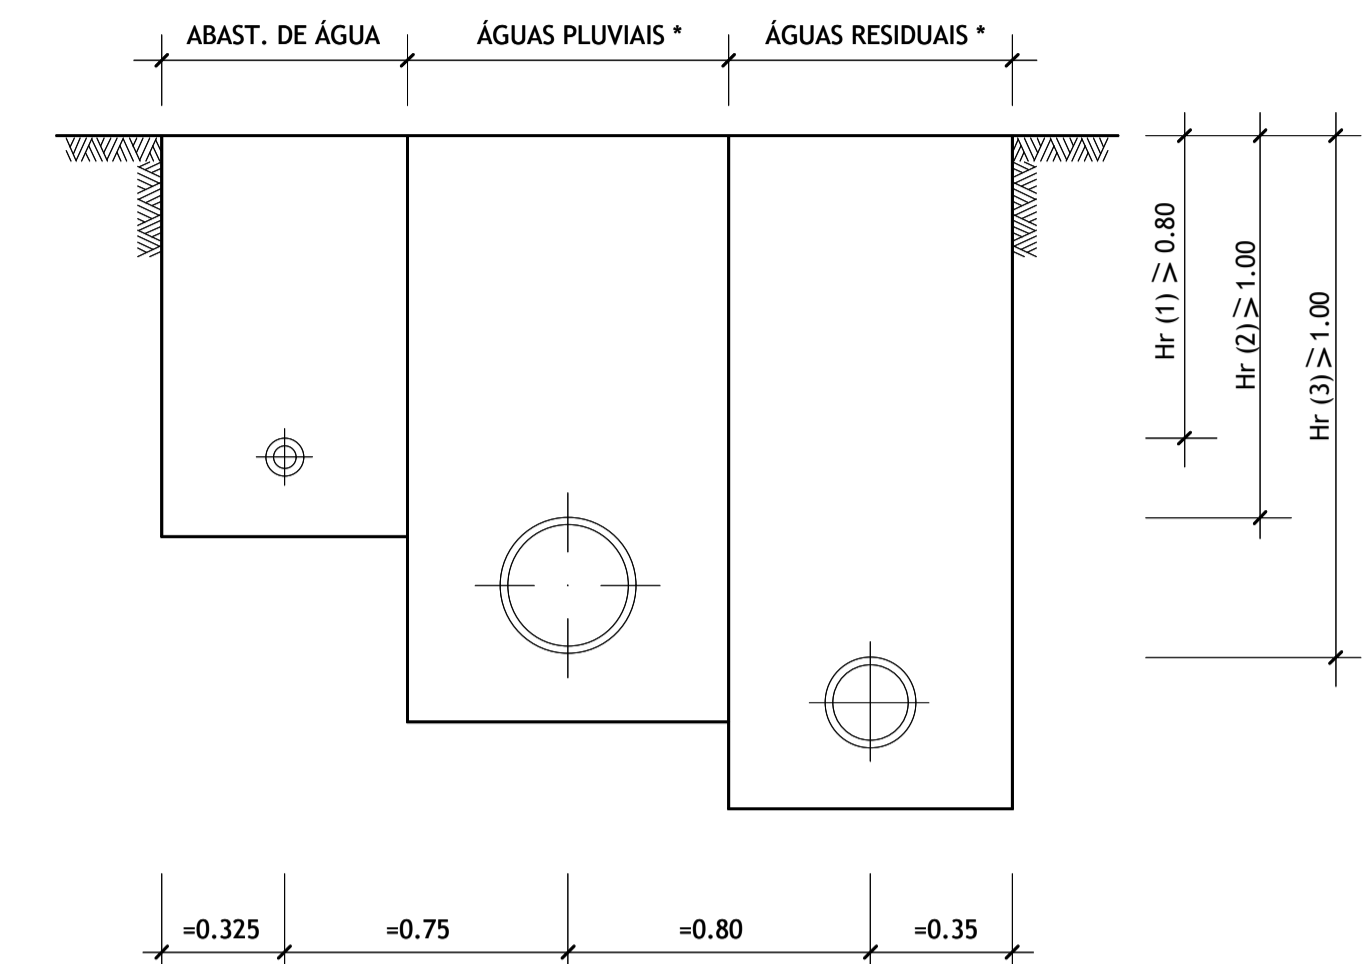 ABAST. DE ÁGUA
ÁGUAS PLUVIAIS *
ÁGUAS RESIDUAIS *
Hr (1) ⩾ 0.80
Hr (2) ⩾ 1.00
Hr (3) ⩾ 1.00
=0.325
=0.75
=0.80
=0.35